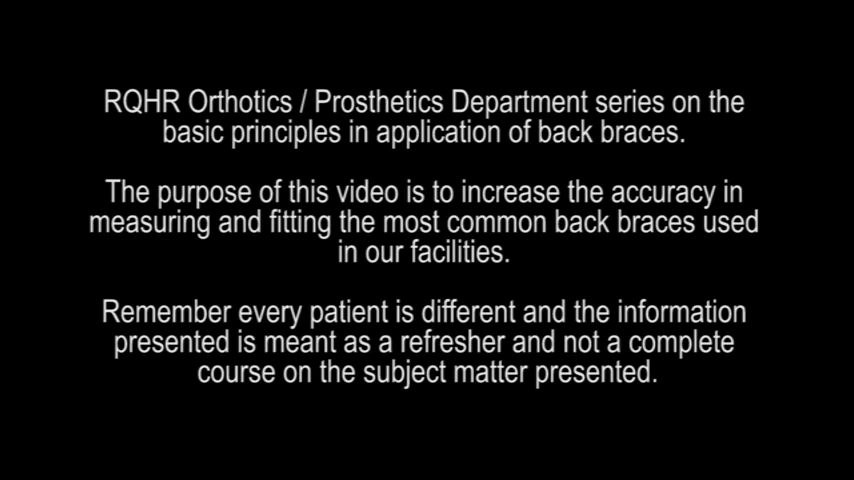 RQHR Orthotics / Prosthetics Department series on the
basic principles in application of back braces.
The purpose of this video is to increase the accuracy in
measuring and fitting the most common back braces used
in our facilities.
Remember every patient is different and the information
presented is meant as a refresher and not a complete
course on the subject matter presented.